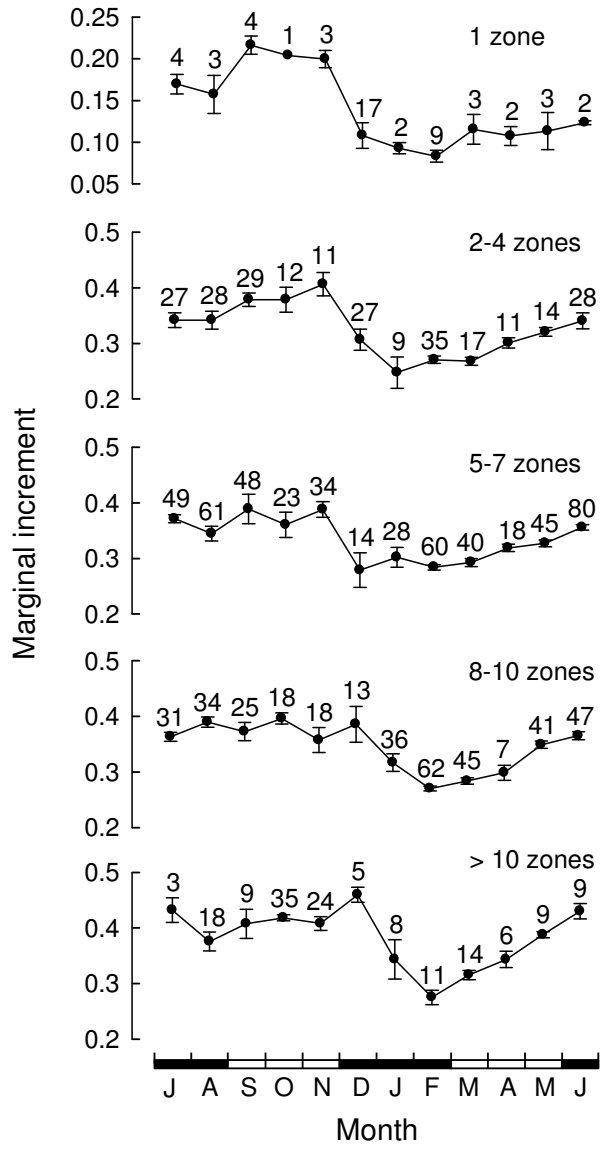 Marginal increment
1 zone
0.25
0.20
0.15
0.10
0.05
4 3 4 1 3 17 2 9 3 2 3 2
2-4 zones
0.5
0.4
0.3
0.2
27 28 29 12 11 27 9 35 17 11 14 28
5-7 zones
0.5
0.4
0.3
0.2
49 61 48 23 34 14 28 60 40 18 45 80
8-10 zones
0.5
0.4
0.3
0.2
31 34 25 18 18 13 36 62 45 7 41 47
> 10 zones
0.5
0.4
0.3
0.2
3 18 9 35 24 5 8 11 14 6 9 9
J A S O N D J F M A M J
Month